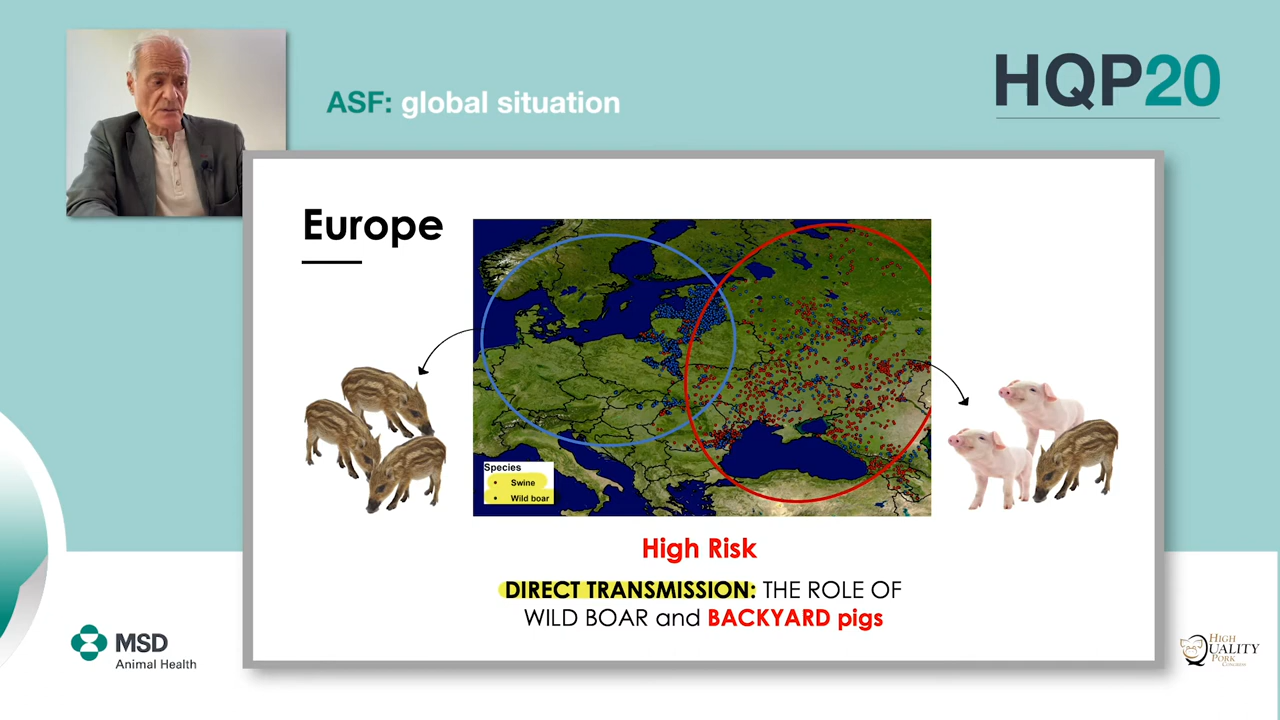 ASF: global situation
HQP20
Europe
Species
• Swine
• Wild boar
High Risk
DIRECT TRANSMISSION: THE ROLE OF
WILD BOAR and BACKYARD pigs
MSD
Animal Health
HIGH
QUALITY
PORK
CONGRESS